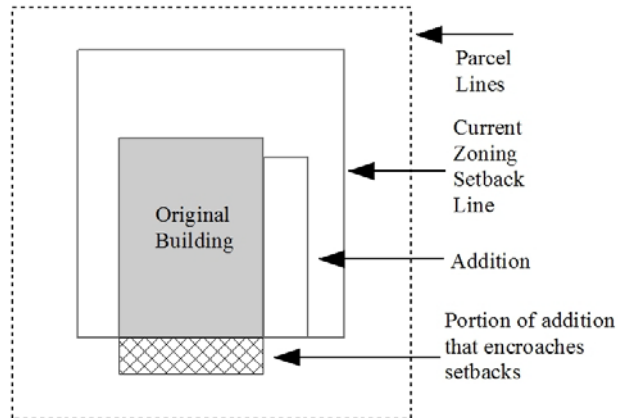 Parcel
Lines
Current
Zoning
Setback
Line
Original
Building
Addition
Portion of addition
that encroaches
setbacks